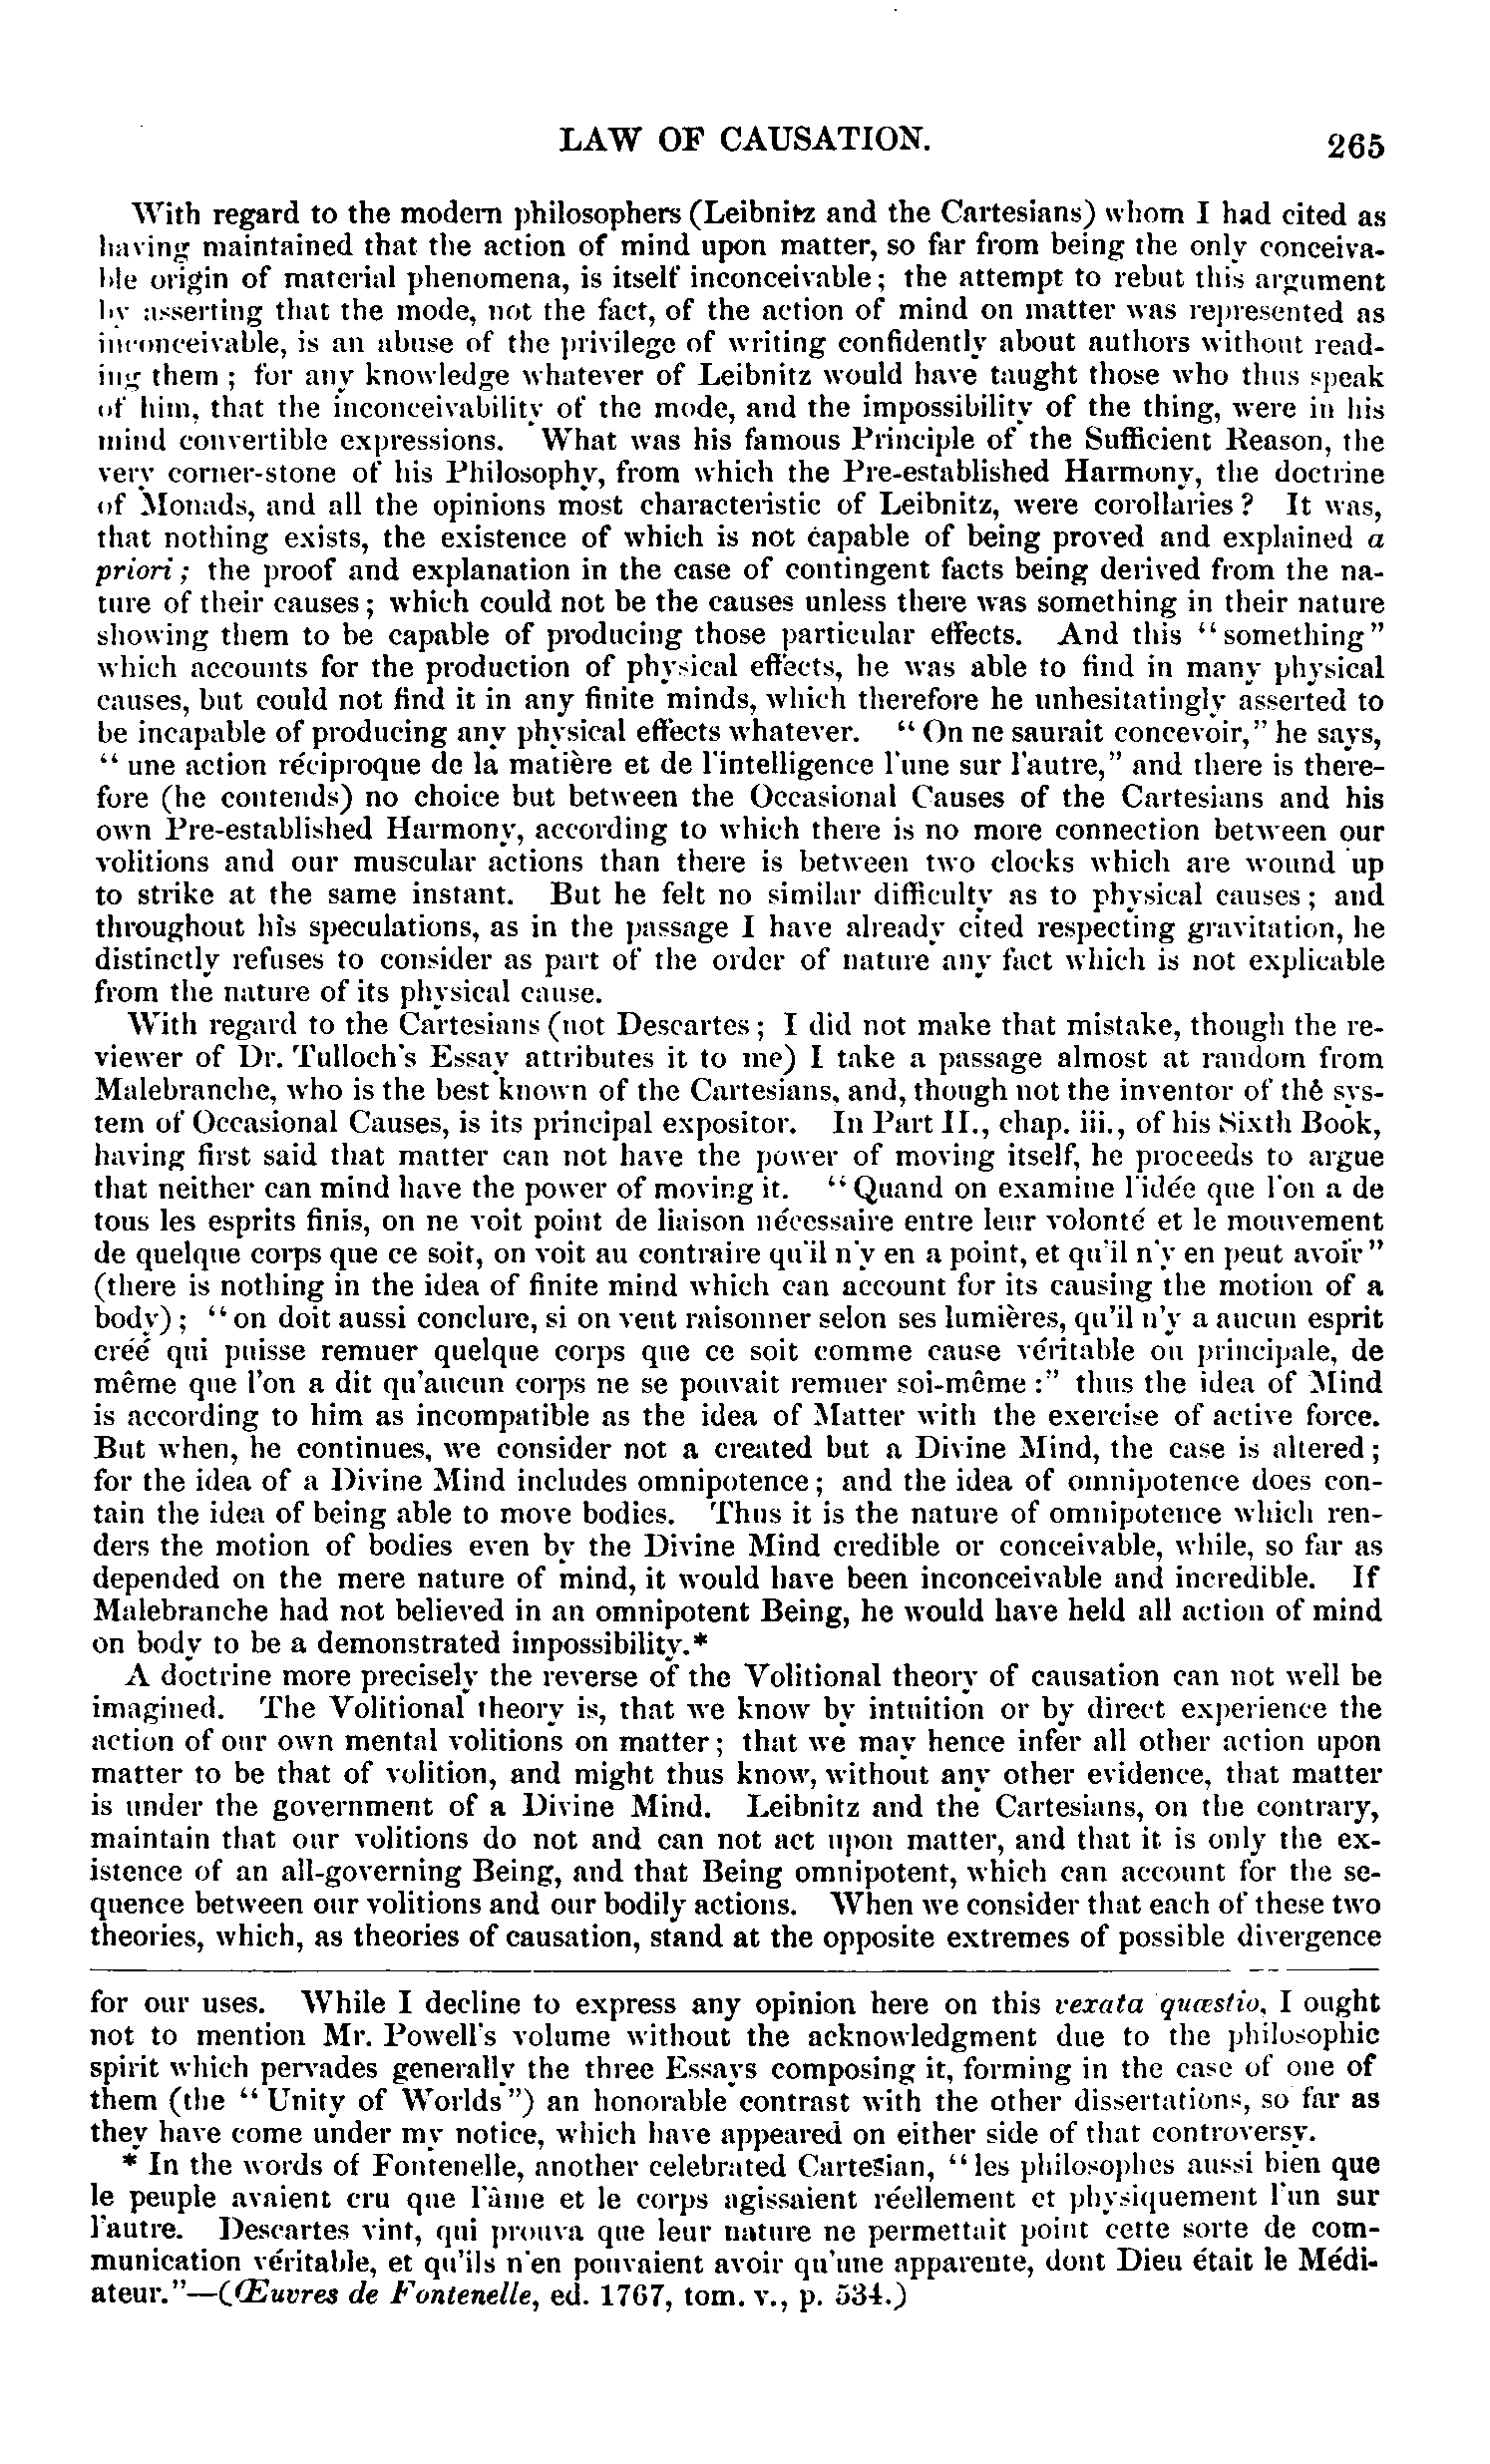 LAW OF CAUSATION.
265
With regard to the modern philosophers (Leibnitz and the Cartesians) whom I had cited as
having maintained that the action of mind upon matter, so far from being the only conceiva-
ble origin of material phenomena, is itself inconceivable; the attempt to rebut this argument
by asserting that the mode, not the fact, of the action of mind on matter was represented as
inconceivable, is an abuse of the privilege of writing confidently about authors without read-
ing them; for any knowledge whatever of Leibnitz would have taught those who thus speak
of him, that the inconceivability of the mode, and the impossibility of the thing, were in his
mind convertible expressions. What was his famous Principle of the Sufficient Reason, the
very corner-stone of his Philosophy, from which the Pre-established Harmony, the doctrine
of Monads, and all the opinions most characteristic of Leibnitz, were corollaries? It was,
that nothing exists, the existence of which is not capable of being proved and explained a
priori; the proof and explanation in the case of contingent facts being derived from the na-
ture of their causes; which could not be the causes unless there was something in their nature
showing them to be capable of producing those particular effects. And this "something"
which accounts for the production of physical effects, he was able to find in many physical
causes, but could not find it in any finite minds, which therefore he unhesitatingly asserted to
be incapable of producing any physical effects whatever. "On ne saurait concevoir," he says,
"une action réciproque de la matière et de l'intelligence l'une sur l'autre," and there is there-
fore (he contends) no choice but between the Occasional Causes of the Cartesians and his
own Pre-established Harmony, according to which there is no more connection between our
volitions and our muscular actions than there is between two clocks which are wound up
to strike at the same instant. But he felt no similar difficulty as to physical causes; and
throughout his speculations, as in the passage I have already cited respecting gravitation, he
distinctly refuses to consider as part of the order of nature any fact which is not explicable
from the nature of its physical cause.
With regard to the Cartesians (not Descartes; I did not make that mistake, though the re-
viewer of Dr. Tulloch's Essay attributes it to me) I take a passage almost at random from
Malebranche, who is the best known of the Cartesians, and, though not the inventor of the sys-
tem of Occasional Causes, is its principal expositor. In Part II., chap. iii., of his Sixth Book,
having first said that matter can not have the power of moving itself, he proceeds to argue
that neither can mind have the power of moving it. "Quand on examine l'idée que l'on a de
tous les esprits finis, on ne voit point de liaison nécessaire entre leur volonté et le mouvement
de quelque corps que ce soit, on voit au contraire qu'il n'y en a point, et qu'il n'y en peut avoir"
(there is nothing in the idea of finite mind which can account for its causing the motion of a
body); "on doit aussi conclure, si on veut raisonner selon ses lumières, qu'il n'y a aucun esprit
créé qui puisse remuer quelque corps que ce soit comme cause véritable ou principale, de
même que l'on a dit qu'aucun corps ne se pouvait remuer soi-même:" thus the idea of Mind
is according to him as incompatible as the idea of Matter with the exercise of active force.
But when, he continues, we consider not a created but a Divine Mind, the case is altered;
for the idea of a Divine Mind includes omnipotence; and the idea of omnipotence does con-
tain the idea of being able to move bodies. Thus it is the nature of omnipotence which ren-
ders the motion of bodies even by the Divine Mind credible or conceivable, while, so far as
depended on the mere nature of mind, it would have been inconceivable and incredible. If
Malebranche had not believed in an omnipotent Being, he would have held all action of mind
on body to be a demonstrated impossibility.*
A doctrine more precisely the reverse of the Volitional theory of causation can not well be
imagined. The Volitional theory is, that we know by intuition or by direct experience the
action of our own mental volitions on matter; that we may hence infer all other action upon
matter to be that of volition, and might thus know, without any other evidence, that matter
is under the government of a Divine Mind. Leibnitz and the Cartesians, on the contrary,
maintain that our volitions do not and can not act upon matter, and that it is only the ex-
istence of an all-governing Being, and that Being omnipotent, which can account for the se-
quence between our volitions and our bodily actions. When we consider that each of these two
theories, which, as theories of causation, stand at the opposite extremes of possible divergence
for our uses. While I decline to express any opinion here on this vexata quæstio, I ought
not to mention Mr. Powell's volume without the acknowledgment due to the philosophic
spirit which pervades generally the three Essays composing it, forming in the case of one of
them (the "Unity of Worlds") an honorable contrast with the other dissertations, so far as
they have come under my notice, which have appeared on either side of that controversy.
* In the words of Fontenelle, another celebrated Cartesian, "les philosophes aussi bien que
le peuple avaient cru que l'âme et le corps agissaient réellement et physiquement l'un sur
l'autre. Descartes vint, qui prouva que leur nature ne permettait point cette sorte de com-
munication véritable, et qu'ils n'en pouvaient avoir qu'une apparente, dont Dieu était le Médi-
ateur."—(Œuvres de Fontenelle, ed. 1767, tom. v., p. 534.)